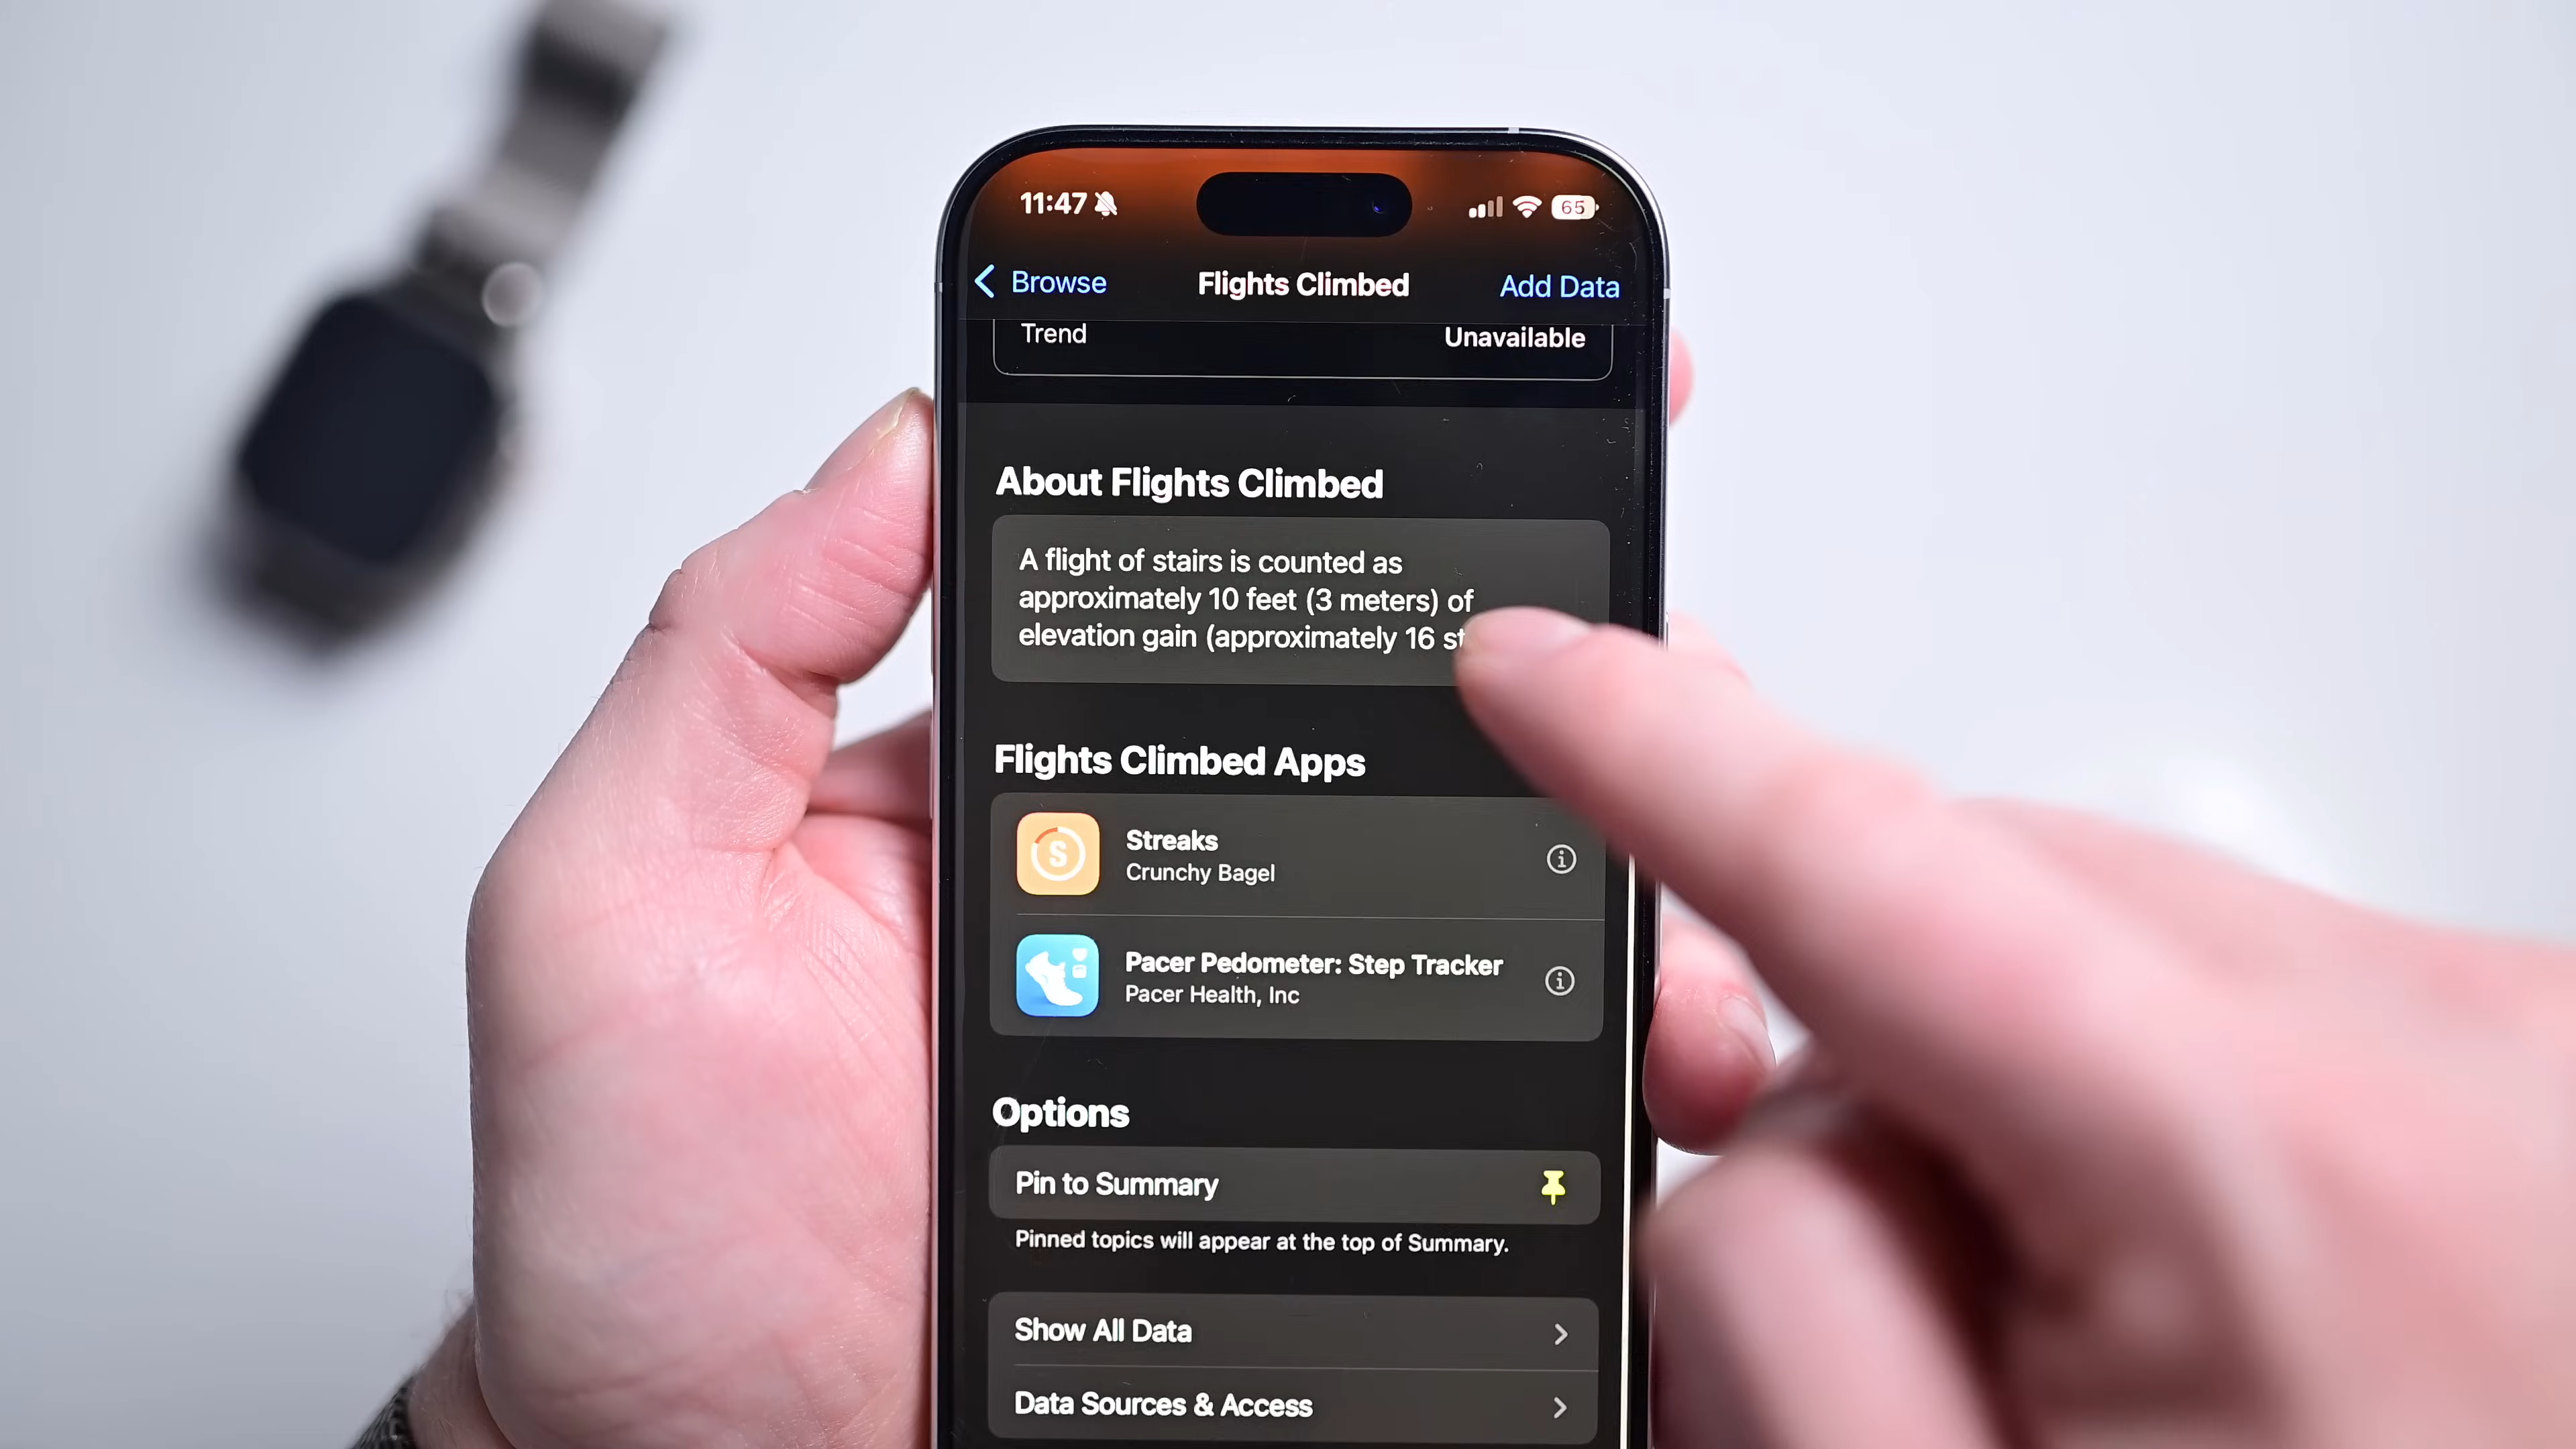 11:47
65
Browse
Flights Climbed
Add Data
Trend
Unavailable
About Flights Climbed
A flight of stairs is counted as
approximately 10 feet (3 meters) of
elevation gain (approximately 16
Flights Climbed Apps
S
Streaks
Crunchy Bagel
Pacer Pedometer: Step Tracker
Pacer Health, Inc
Options
Pin to Summary
Pinned topics will appear at the top of Summary.
Show All Data
Data Sources & Access